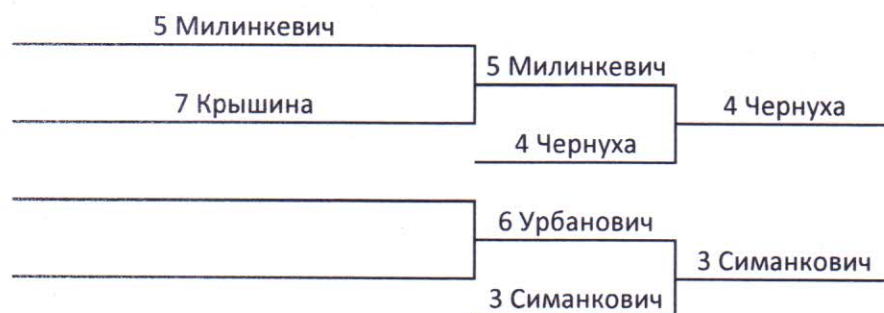 5 Милинкевич
5 Милинкевич
7 Крышина
4 Чернуха
4 Чернуха
6 Урбанович
3 Симанкович
3 Симанкович